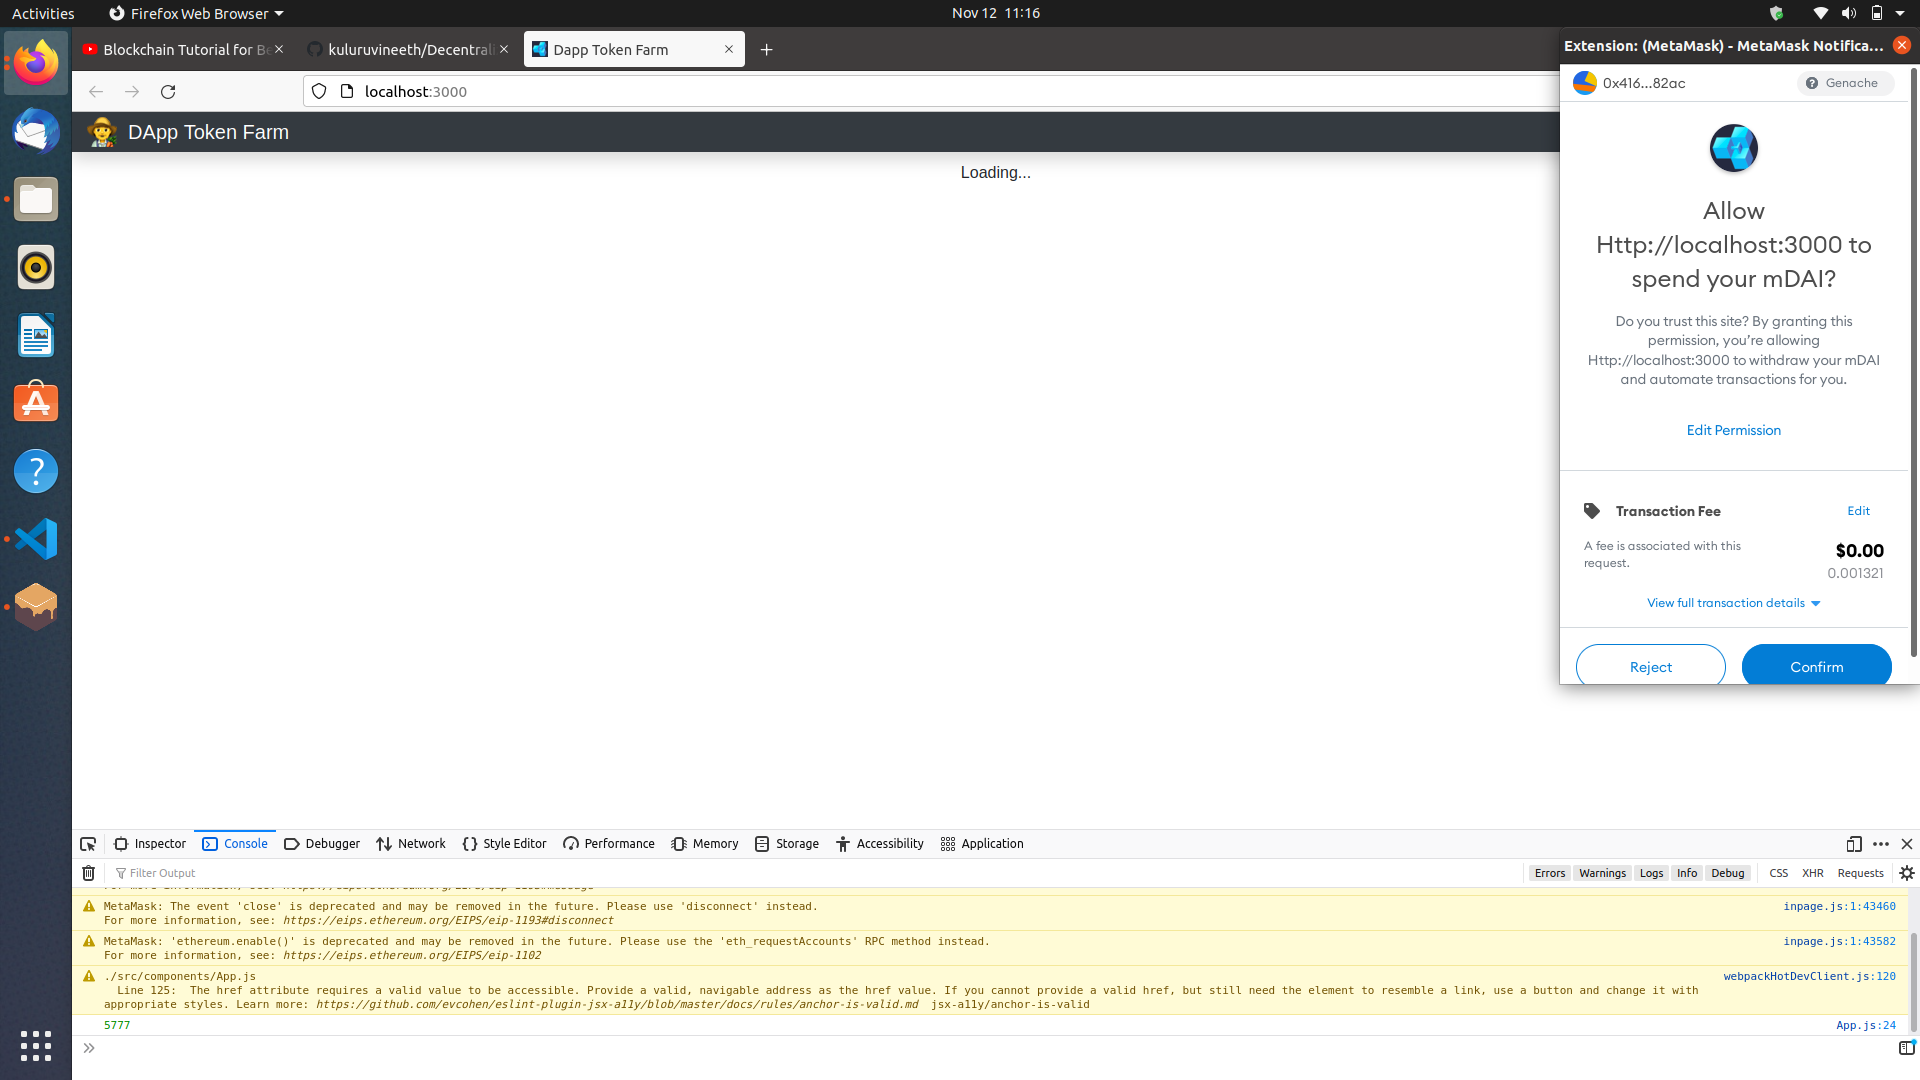 Activities
Firefox Web Browser
Nov 12 11:16
Blockchain Tutorial for Be
kuluruvineeth/Decentrali
Dapp Token Farm
localhost:3000
DApp Token Farm
Loading...
Extension: (MetaMask) - MetaMask Notifica...
0x416...82ac
Genache
Allow
Http://localhost:3000 to
spend your mDAI?
Do you trust this site? By granting this
permission, you're allowing
Http://localhost:3000 to withdraw your mDAI
and automate transactions for you.
Edit Permission
Transaction Fee
Edit
A fee is associated with this
request.
$0.00
0.001321
View full transaction details
Reject
Confirm
Inspector
Console
Debugger
Network
Style Editor
Performance
Memory
Storage
Accessibility
Application
Filter Output
Errors
Warnings
Logs
Info
Debug
CSS
XHR
Requests
MetaMask: The event 'close' is deprecated and may be removed in the future. Please use 'disconnect' instead.
inpage.js:1:43460
For more information, see: https://eips.ethereum.org/EIPS/eip-1193#disconnect
MetaMask: 'ethereum.enable()' is deprecated and may be removed in the future. Please use the 'eth_requestAccounts' RPC method instead.
inpage.js:1:43582
For more information, see: https://eips.ethereum.org/EIPS/eip-1102
./src/components/App.js
webpackHotDevClient.js:120
Line 125:  The href attribute requires a valid value to be accessible. Provide a valid, navigable address as the href value. If you cannot provide a valid href, but still need the element to resemble a link, use a button and change it with
appropriate styles. Learn more: https://github.com/evcohen/eslint-plugin-jsx-a11y/blob/master/docs/rules/anchor-is-valid.md  jsx-a11y/anchor-is-valid
5777
App.js:24